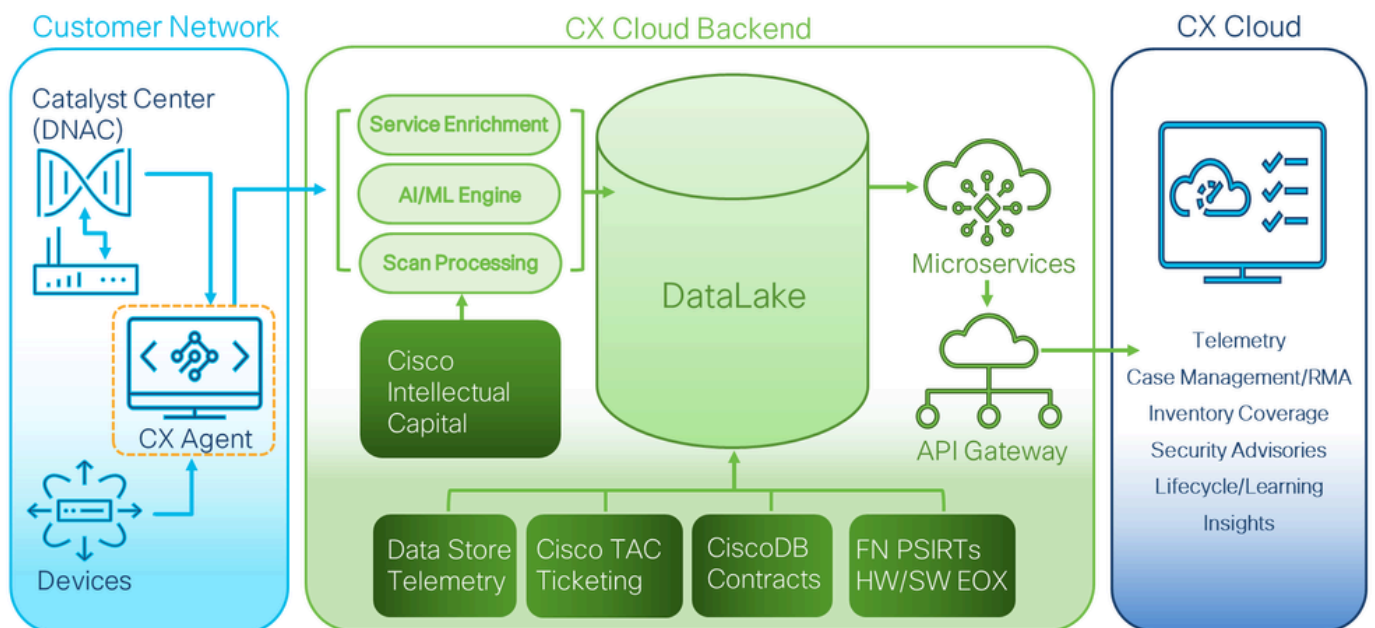 Customer Network
CX Cloud Backend
CX Cloud
Catalyst Center
(DNAC)
CX Agent
Devices
Service Enrichment
AI/ML Engine
Scan Processing
Cisco
Intellectual
Capital
DataLake
Microservices
API Gateway
Data Store
Telemetry
Cisco TAC
Ticketing
CiscoDB
Contracts
FN PSIRTs
HW/SW EOX
Telemetry
Case Management/RMA
Inventory Coverage
Security Advisories
Lifecycle/Learning
Insights